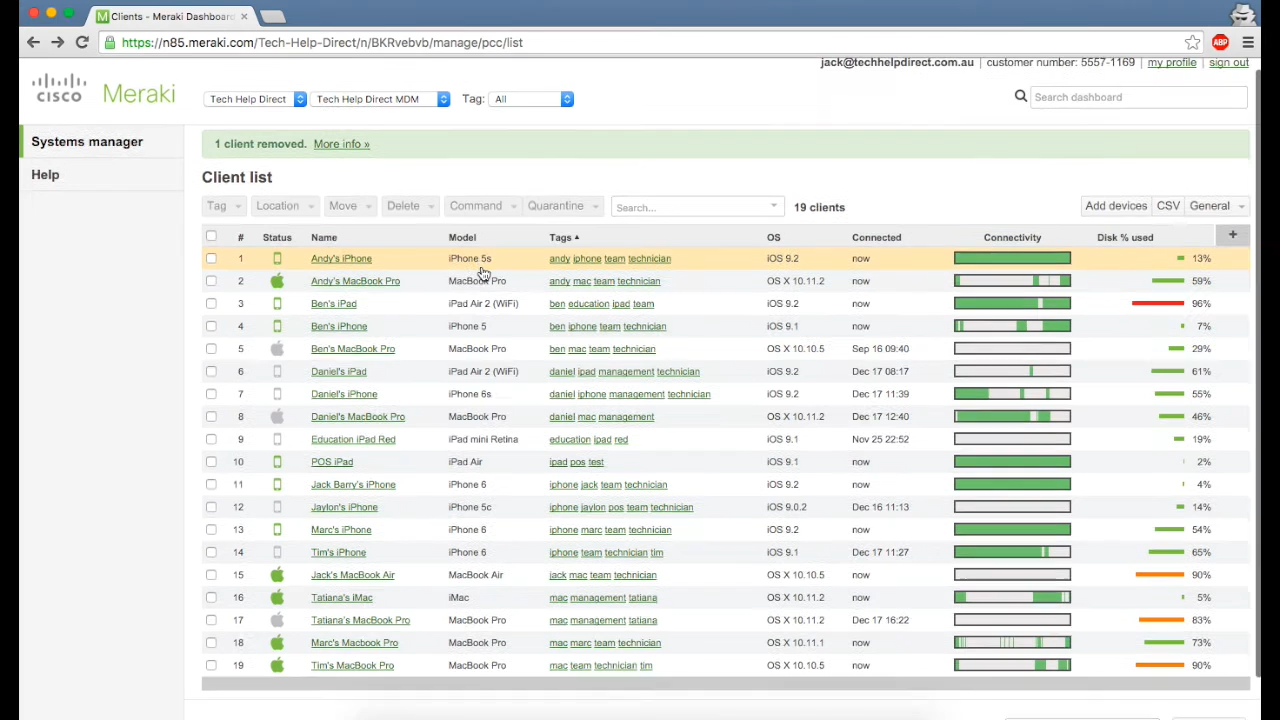 Clients - Meraki Dashboard
https://n85.meraki.com/Tech-Help-Direct/n/BKRvebvb/manage/pcc/list
ABP
jack@techhelpdirect.com.au | customer number: 5557-1169 | my profile | sign out
CISCO Meraki
Tech Help Direct Tech Help Direct MDM Tag: All Search dashboard
Systems manager
Help
1 client removed. More info »
Client list
Tag Location Move Delete Command Quarantine Search... 19 clients Add devices CSV General
# Status Name Model Tags OS Connected Connectivity Disk % used +
1 Andy's iPhone iPhone 5s andy iphone team technician iOS 9.2 now 13%
2 Andy's MacBook Pro MacBook Pro andy mac team technician OS X 10.11.2 now 59%
3 Ben's iPad iPad Air 2 (WiFi) ben education ipad team iOS 9.2 now 96%
4 Ben's iPhone iPhone 5 ben iphone team technician iOS 9.1 now 7%
5 Ben's MacBook Pro MacBook Pro ben mac team technician OS X 10.10.5 Sep 16 09:40 29%
6 Daniel's iPad iPad Air 2 (WiFi) daniel ipad management technician iOS 9.2 Dec 17 08:17 61%
7 Daniel's iPhone iPhone 6s daniel iphone management technician iOS 9.2 Dec 17 11:39 55%
8 Daniel's MacBook Pro MacBook Pro daniel mac management OS X 10.11.2 Dec 17 12:40 46%
9 Education iPad Red iPad mini Retina education ipad red iOS 9.1 Nov 25 22:52 19%
10 POS iPad iPad Air ipad pos test iOS 9.1 now 2%
11 Jack Barry's iPhone iPhone 6 iphone jack team technician iOS 9.2 now 4%
12 Jaylon's iPhone iPhone 5c iphone jaylon pos team technician iOS 9.0.2 Dec 16 11:13 14%
13 Marc's iPhone iPhone 6 iphone marc team technician iOS 9.2 now 54%
14 Tim's iPhone iPhone 6 iphone team technician tim iOS 9.1 Dec 17 11:27 65%
15 Jack's MacBook Air MacBook Air jack mac team technician OS X 10.10.5 now 90%
16 Tatiana's iMac iMac mac management tatiana OS X 10.11.2 now 5%
17 Tatiana's MacBook Pro MacBook Pro mac management tatiana OS X 10.11.2 Dec 17 16:22 83%
18 Marc's Macbook Pro MacBook Pro mac marc team technician OS X 10.11.1 now 73%
19 Tim's MacBook Pro MacBook Pro mac team technician tim OS X 10.10.5 now 90%